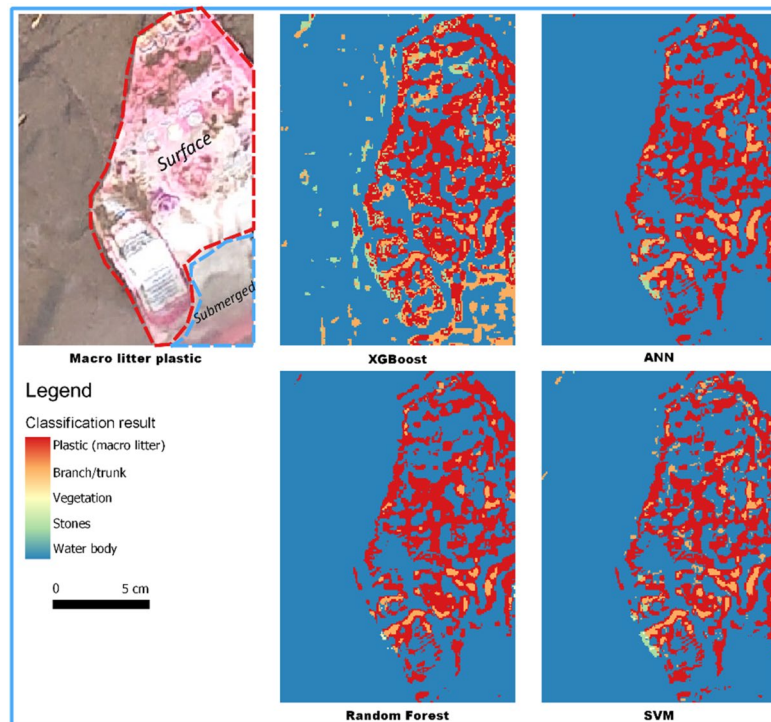 Surface
Submerged
Macro litter plastic
XGBoost
ANN
Legend
Classification result
Plastic (macro litter)
Branch/trunk
Vegetation
Stones
Water body
0 5 cm
Random Forest
SVM